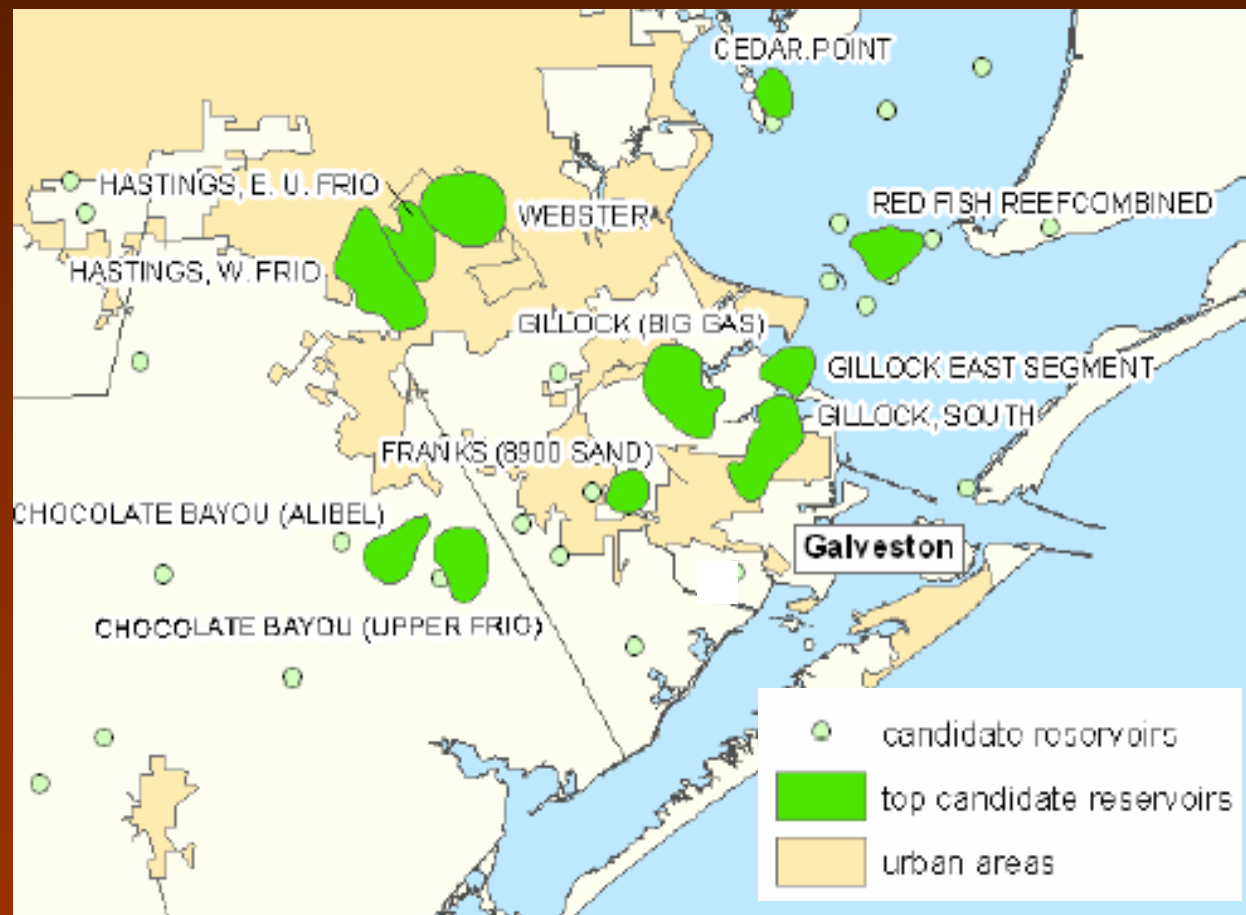 CEDAR.POINT
HASTINGS, E. U. FRIO
RED FISH REEFCOMBINED
WEBSTER
HASTINGS, W. FRIO
GILLOCK (BIG GAS)
GILLOCK EAST SEGMENT
GILLOCK, SOUTH
FRANKS (8900 SAND)
CHOCOLATE BAYOU (ALIBEL)
Galveston
CHOCOLATE BAYOU (UPPER FRIO)
candidate reservoirs
top candidate reservoirs
urban areas